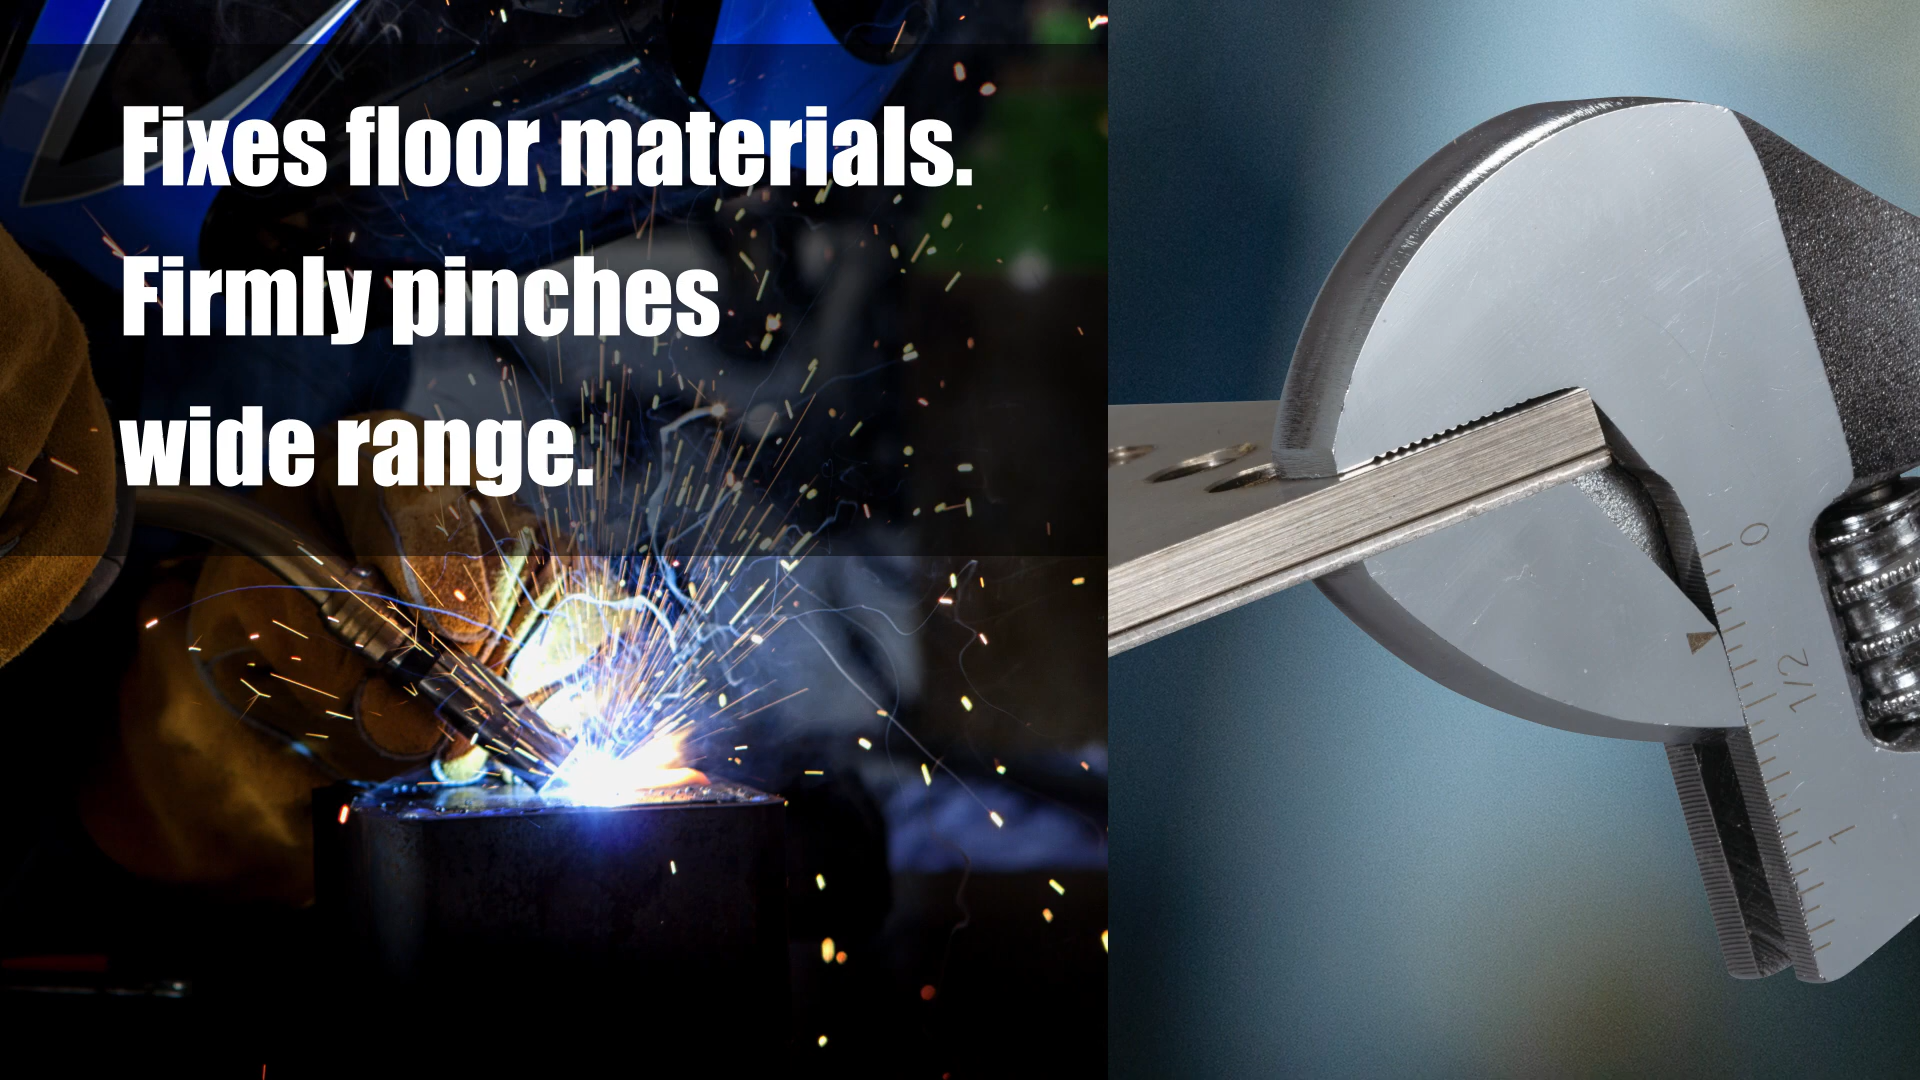 Fixes floor materials.
Firmly pinches
wide range.
0
1/2
1